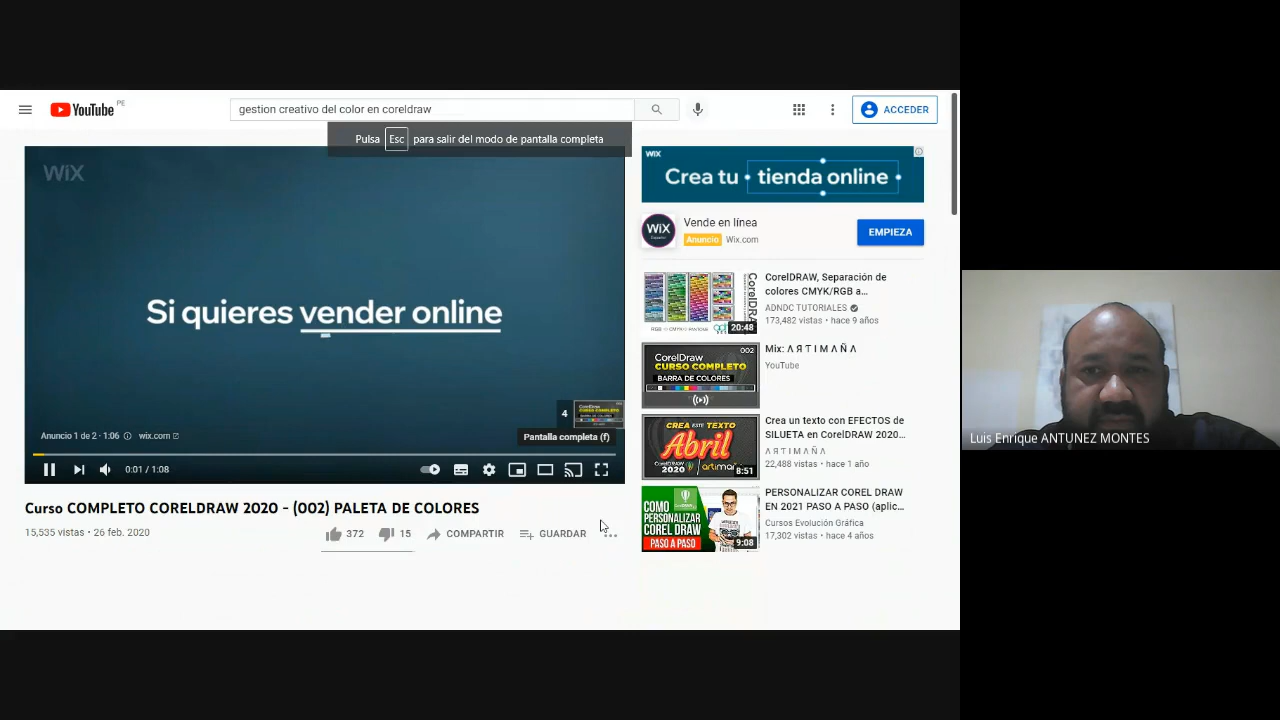 YouTube PE
gestion creativo del color en coreldraw
ACCEDER
Pulsa Esc para salir del modo de pantalla completa
WiX
Si quieres vender online
4
Pantalla completa (f)
Anuncio 1 de 2 · 1:06 wix.com
0:01 / 1:08
Curso COMPLETO CORELDRAW 2020 - (002) PALETA DE COLORES
15,535 vistas • 26 feb. 2020
372
15
COMPARTIR
GUARDAR
WiX
Crea tu tienda online
WiX
Vende en línea
Anuncio Wix.com
EMPIEZA
20:48
CorelDRAW, Separación de
colores CMYK/RGB a...
ADNDC TUTORIALES
173,482 vistas • hace 9 años
002
CorelDraw
CURSO COMPLETO
BARRA DE COLORES
Mix: Λ Я T I M Λ Ñ Λ
YouTube
CREA ESTE TEXTO
Abril
CorelDRAW 2020
artimaña
8:51
Crea un texto con EFECTOS de
SILUETA en CorelDRAW 2020...
Λ Я T I M Λ Ñ Λ
22,488 vistas • hace 1 año
COMO
PERSONALIZAR
COREL DRAW
PASO A PASO
9:08
PERSONALIZAR COREL DRAW
EN 2021 PASO A PASO (aplic...
Cursos Evolución Gráfica
17,302 vistas • hace 4 años
Luis Enrique ANTUNEZ MONTES